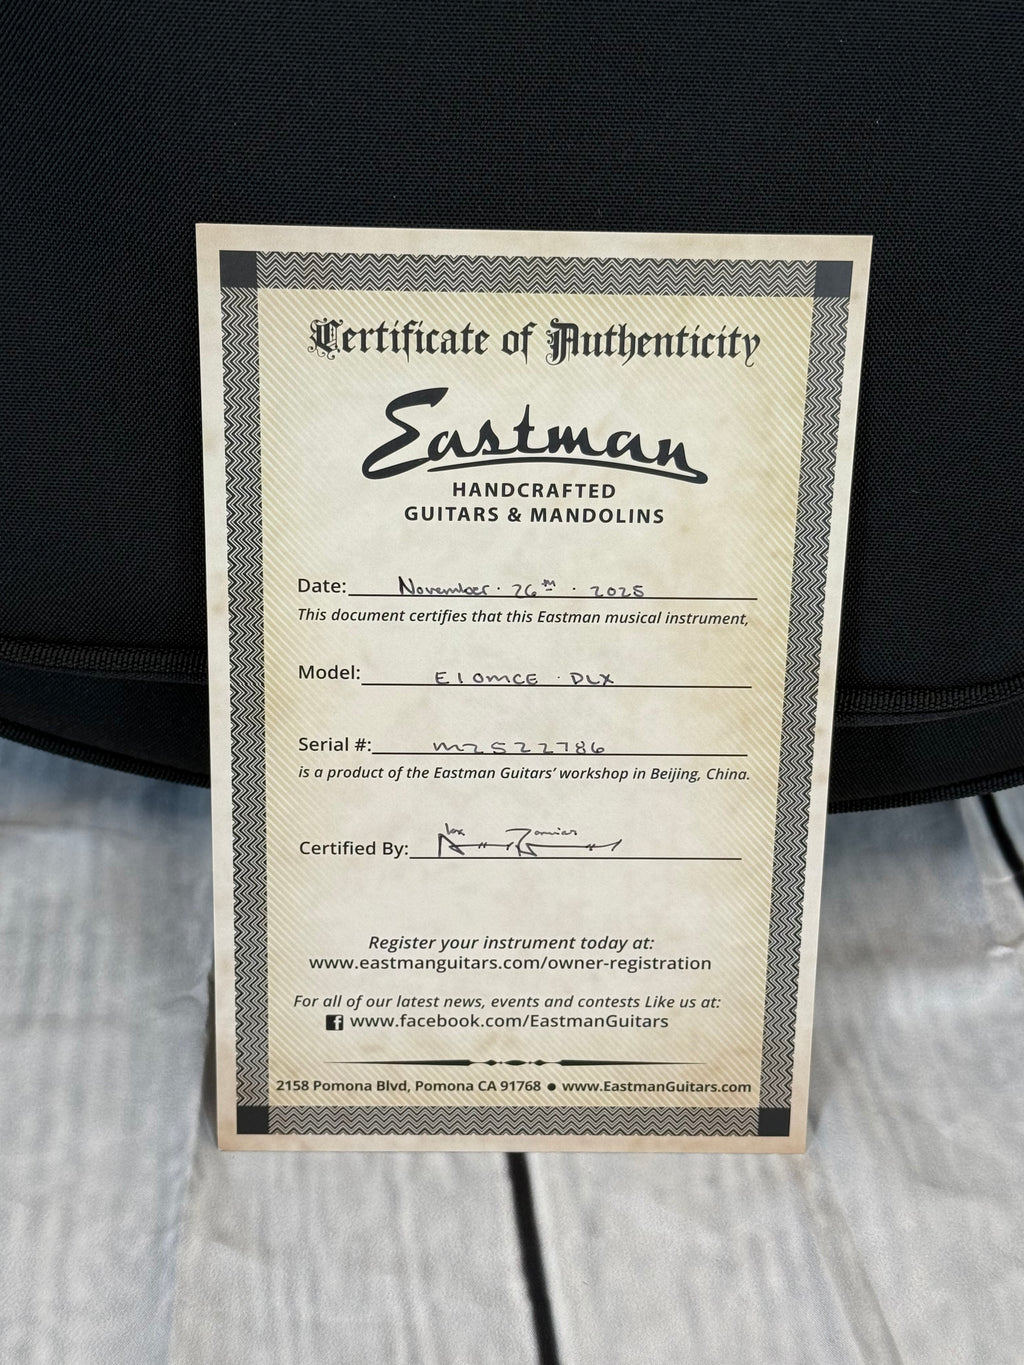 Certificate of Authenticity
Eastman
HANDCRAFTED
GUITARS & MANDOLINS
Date: November · 26th · 2025
This document certifies that this Eastman musical instrument,
Model: E10MCE · DLX
Serial #: M2522786
is a product of the Eastman Guitars' workshop in Beijing, China.
Certified By:
Register your instrument today at:
www.eastmanguitars.com/owner-registration
For all of our latest news, events and contests Like us at:
f www.facebook.com/EastmanGuitars
2158 Pomona Blvd, Pomona CA 91768 ● www.EastmanGuitars.com